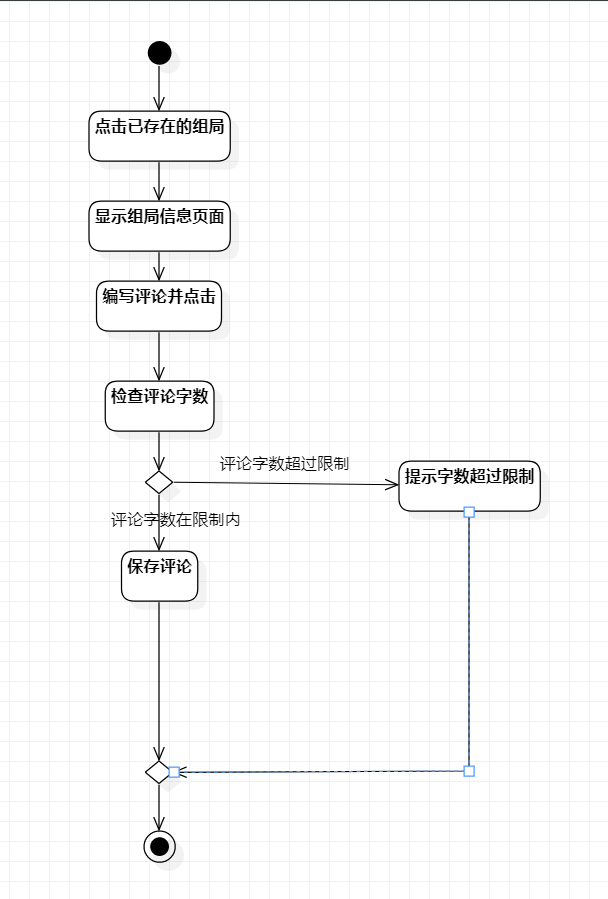 点击已存在的组局
显示组局信息页面
编写评论并点击
检查评论字数
评论字数超过限制
提示字数超过限制
评论字数在限制内
保存评论